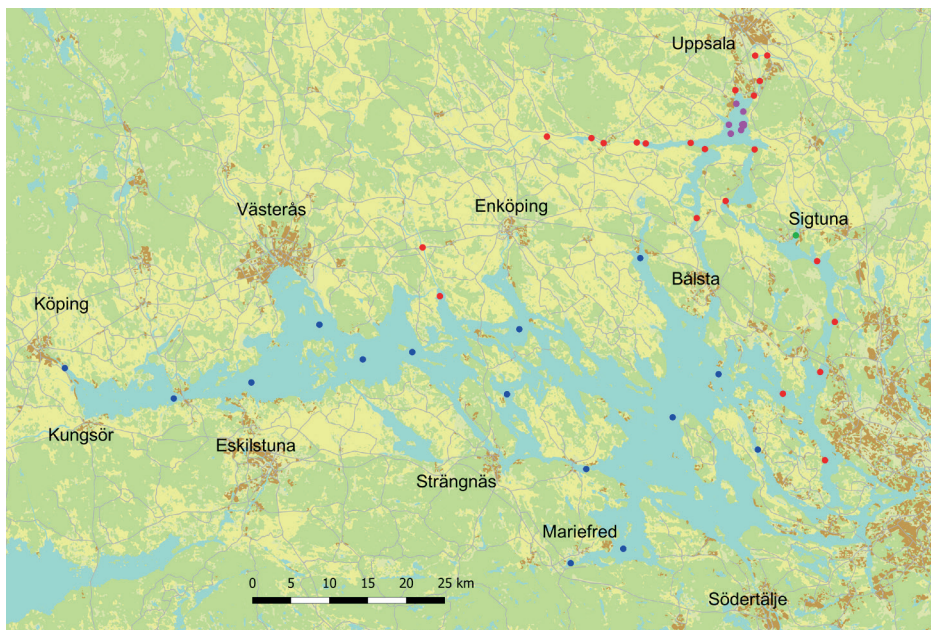 Uppsala
Enköping
Västerås
Sigtuna
Bålsta
Köping
Kungsör
Eskilstuna
Strängnäs
Mariefred
0 5 10 15 20 25 km
Södertälje